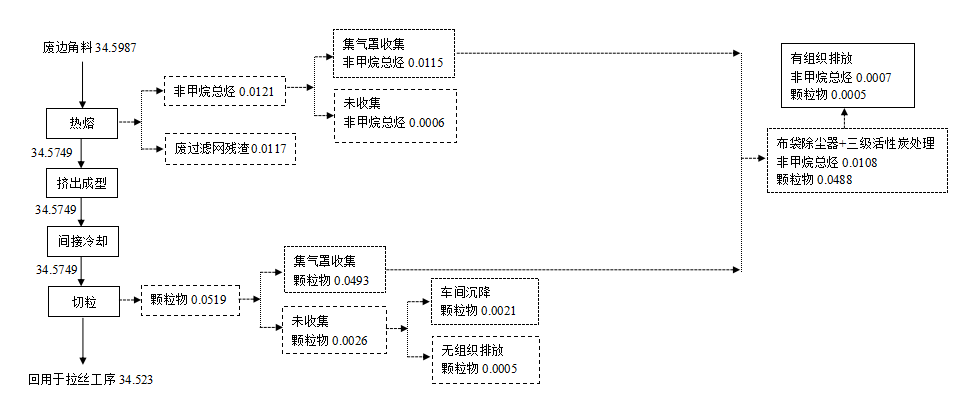 废边角料 34.5987
集气罩收集
非甲烷总烃 0.0115
有组织排放
非甲烷总烃 0.0007
颗粒物 0.0005
非甲烷总烃 0.0121
未收集
非甲烷总烃 0.0006
热熔
废过滤网残渣 0.0117
布袋除尘器+三级活性炭处理
非甲烷总烃 0.0108
颗粒物 0.0488
34.5749
挤出成型
34.5749
间接冷却
34.5749
集气罩收集
颗粒物 0.0493
切粒
颗粒物 0.0519
车间沉降
颗粒物 0.0021
未收集
颗粒物 0.0026
无组织排放
颗粒物 0.0005
回用于拉丝工序 34.523